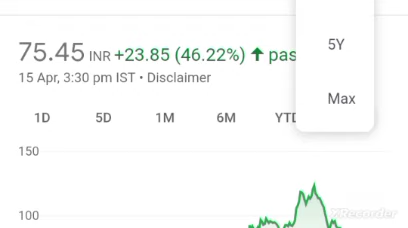 5Y
75.45 INR +23.85 (46.22%) ↑ pas
15 Apr, 3:30 pm IST • Disclaimer
Max
1D 5D 1M 6M YTD
150
100
XRecorder